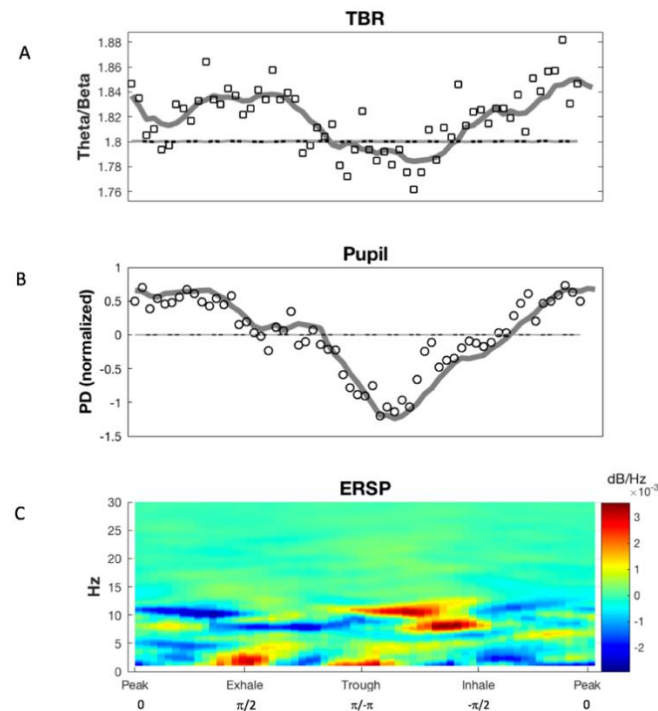 TBR
A
Theta/Beta
1.88
1.86
1.84
1.82
1.8
1.78
1.76
Pupil
B
PD (normalized)
1
0.5
0
-0.5
-1
-1.5
ERSP
C
Hz
30
25
20
15
10
5
0
dB/Hz
×10⁻³
3
2
1
0
-1
-2
Peak Exhale Trough Inhale Peak
0 π/2 π/-π -π/2 0